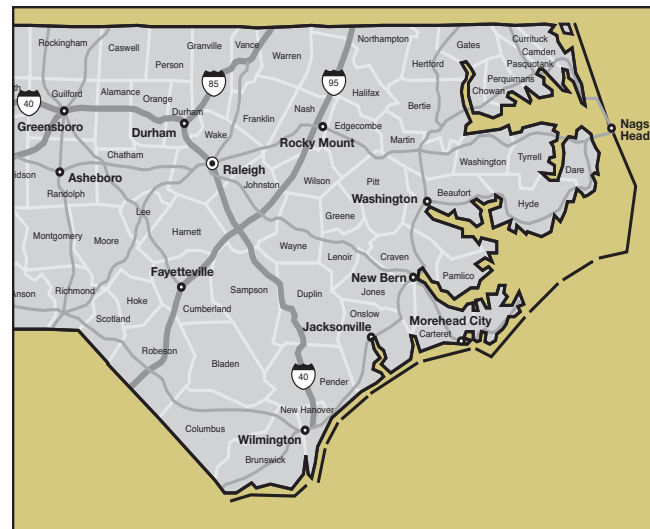 Currituck
Rockingham
Caswell
Granville
Vance
Northampton
Gates
Camden
Warren
Pasquotank
Person
Hertford
Perquimans
85
95
Halifax
Chowan
Guilford
Alamance
Orange
Nash
Bertie
40
Durham
Franklin
Greensboro
Durham
Wake
Rocky Mount
Edgecombe
Nags
Head
Martin
Chatham
Washington
Tyrrell
Asheboro
Raleigh
Dare
idson
Johnston
Wilson
Pitt
Randolph
Beaufort
Washington
Lee
Greene
Hyde
Montgomery
Moore
Harnett
Wayne
Lenoir
Craven
Fayetteville
New Bern
Pamlico
Anson
Richmond
Hoke
Sampson
Duplin
Jones
Cumberland
Scotland
Onslow
Morehead City
Jacksonville
Carteret
Robeson
Bladen
40
Pender
New Hanover
Columbus
Wilmington
Brunswick